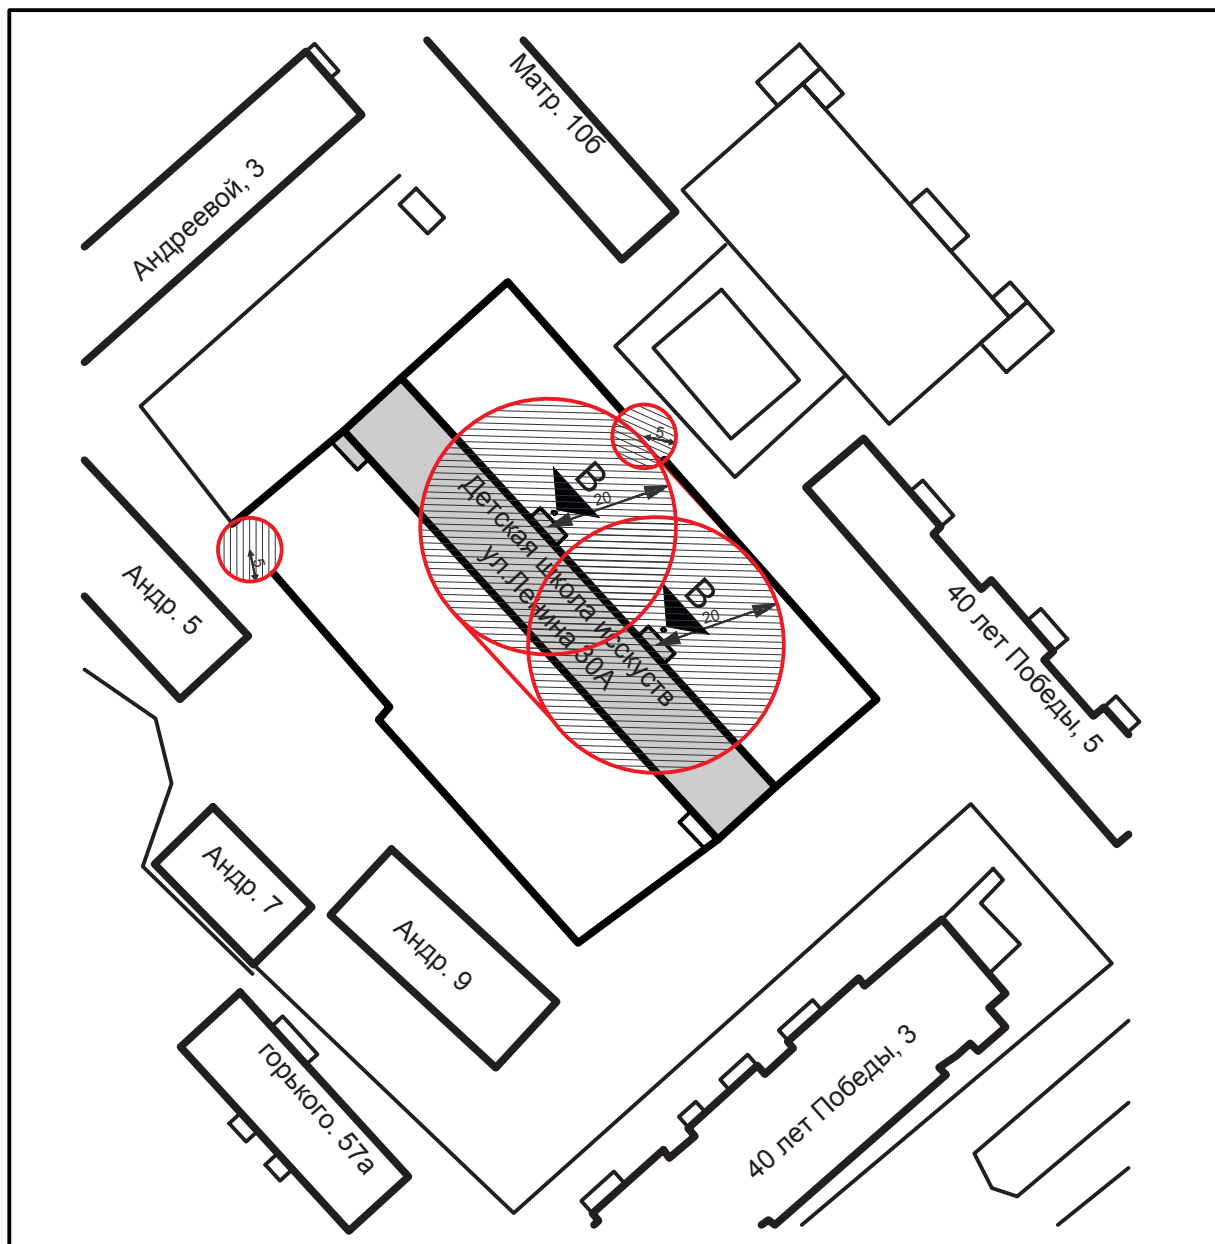 Матр. 10б
Андреевой, 3
В
20
5
Детская школа исскуств
ул.Ленина 30А
В
20
5
Андр. 5
40 лет Победы, 5
Андр. 7
Андр. 9
горького. 57а
40 лет Победы, 3